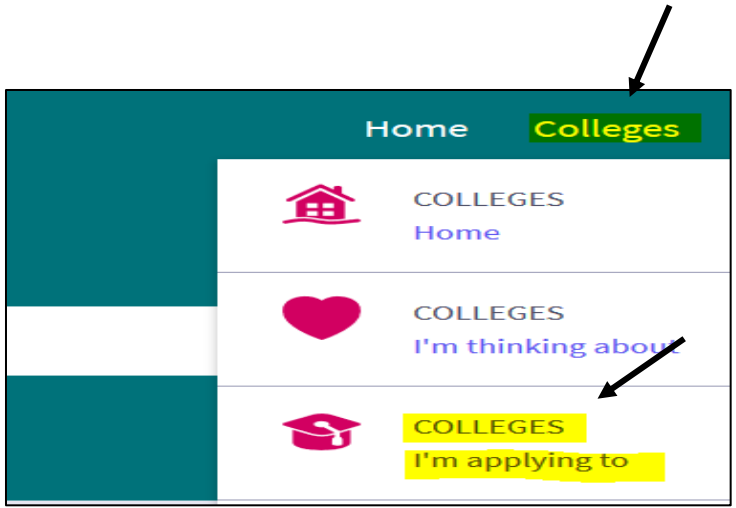 Home Colleges
COLLEGES
Home
COLLEGES
I'm thinking about
COLLEGES
I'm applying to